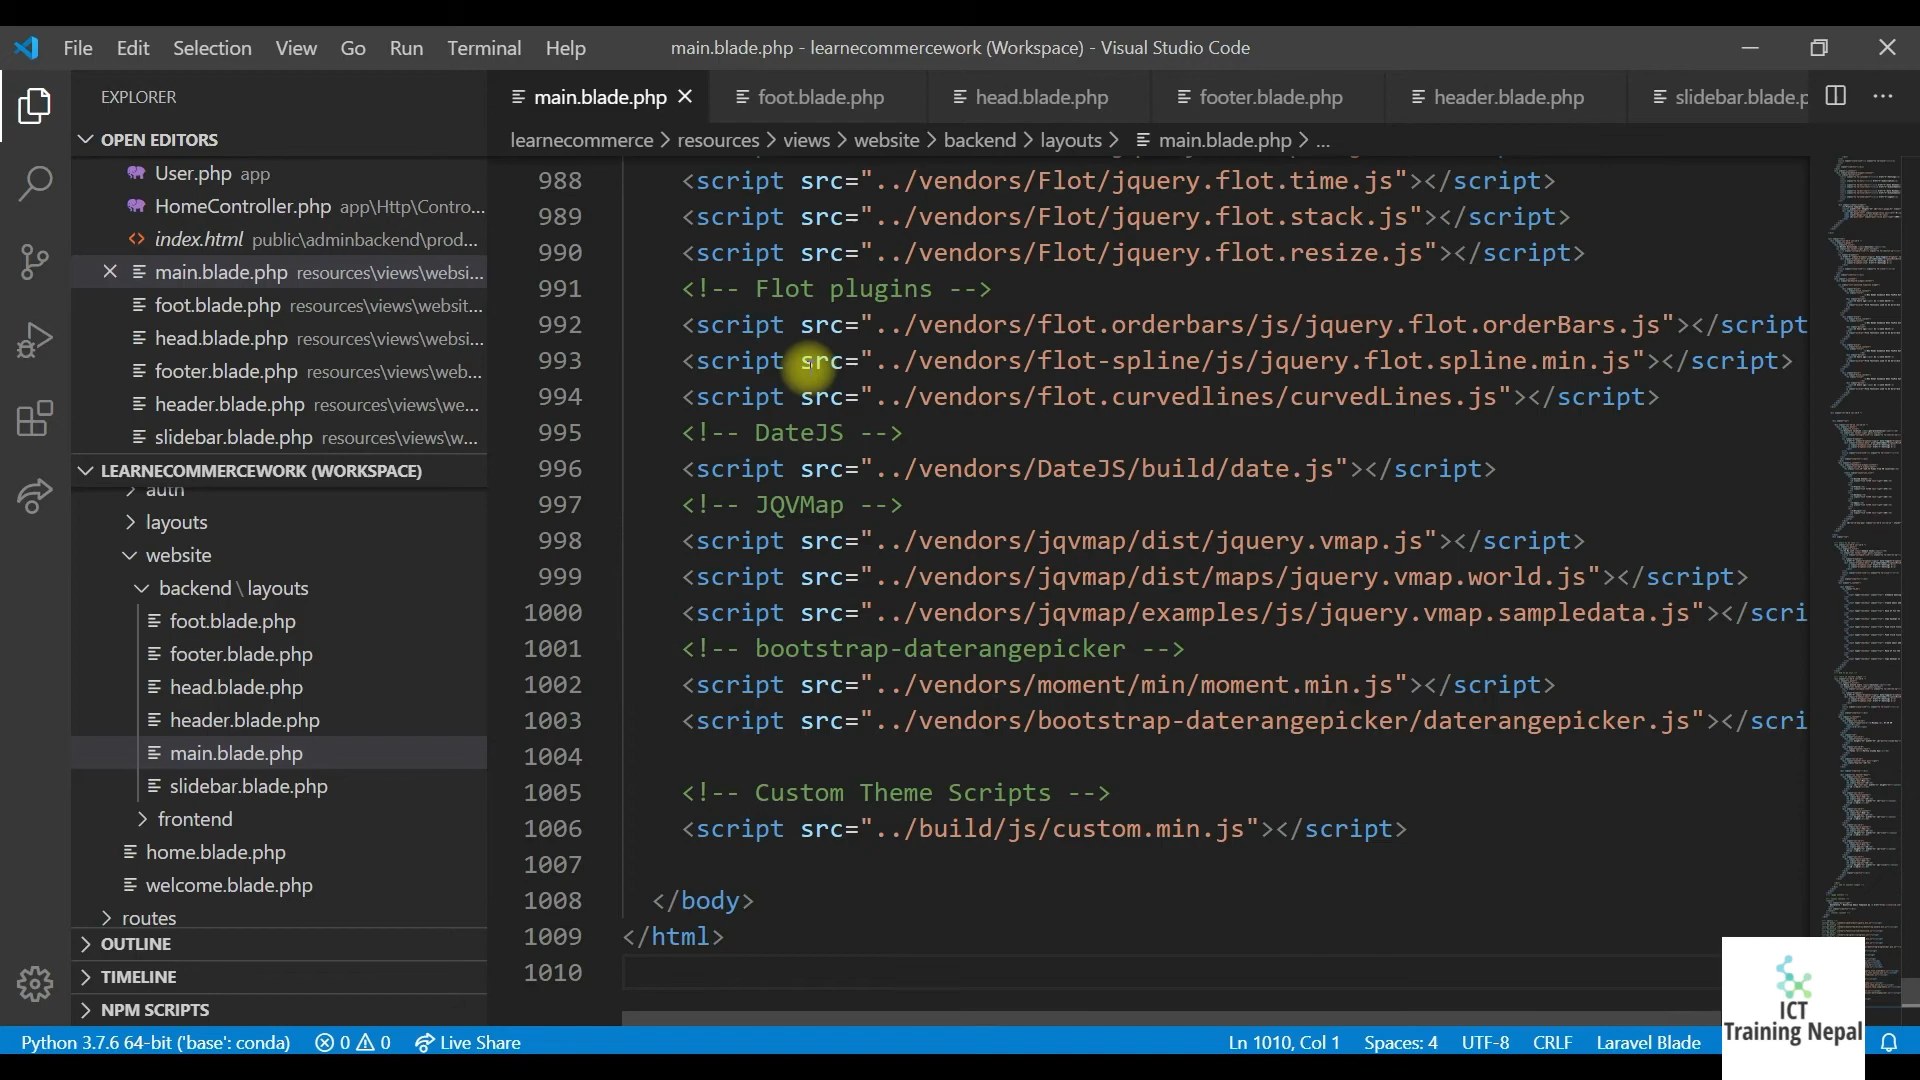 File Edit Selection View Go Run Terminal Help main.blade.php - learnecommercework (Workspace) - Visual Studio Code
EXPLORER
OPEN EDITORS
User.php app
HomeController.php app\Http\Contro...
index.html public\adminbackend\prod...
main.blade.php resources\views\websi...
foot.blade.php resources\views\websit...
head.blade.php resources\views\websi...
footer.blade.php resources\views\web...
header.blade.php resources\views\we...
slidebar.blade.php resources\views\w...
LEARNECOMMERCEWORK (WORKSPACE)
auth
layouts
website
backend \ layouts
foot.blade.php
footer.blade.php
head.blade.php
header.blade.php
main.blade.php
slidebar.blade.php
frontend
home.blade.php
welcome.blade.php
routes
OUTLINE
TIMELINE
NPM SCRIPTS
main.blade.php foot.blade.php head.blade.php footer.blade.php header.blade.php slidebar.blade.p
learnecommerce > resources > views > website > backend > layouts > main.blade.php > ...
988 <script src="../vendors/Flot/jquery.flot.time.js"></script>
989 <script src="../vendors/Flot/jquery.flot.stack.js"></script>
990 <script src="../vendors/Flot/jquery.flot.resize.js"></script>
991 <!-- Flot plugins -->
992 <script src="../vendors/flot.orderbars/js/jquery.flot.orderBars.js"></script
993 <script src="../vendors/flot-spline/js/jquery.flot.spline.min.js"></script>
994 <script src="../vendors/flot.curvedlines/curvedLines.js"></script>
995 <!-- DateJS -->
996 <script src="../vendors/DateJS/build/date.js"></script>
997 <!-- JQVMap -->
998 <script src="../vendors/jqvmap/dist/jquery.vmap.js"></script>
999 <script src="../vendors/jqvmap/dist/maps/jquery.vmap.world.js"></script>
1000 <script src="../vendors/jqvmap/examples/js/jquery.vmap.sampledata.js"></scri
1001 <!-- bootstrap-daterangepicker -->
1002 <script src="../vendors/moment/min/moment.min.js"></script>
1003 <script src="../vendors/bootstrap-daterangepicker/daterangepicker.js"></scri
1004
1005 <!-- Custom Theme Scripts -->
1006 <script src="../build/js/custom.min.js"></script>
1007
1008 </body>
1009 </html>
1010
ICT
Training Nepal
Python 3.7.6 64-bit ('base': conda) 0 0 Live Share Ln 1010, Col 1 Spaces: 4 UTF-8 CRLF Laravel Blade